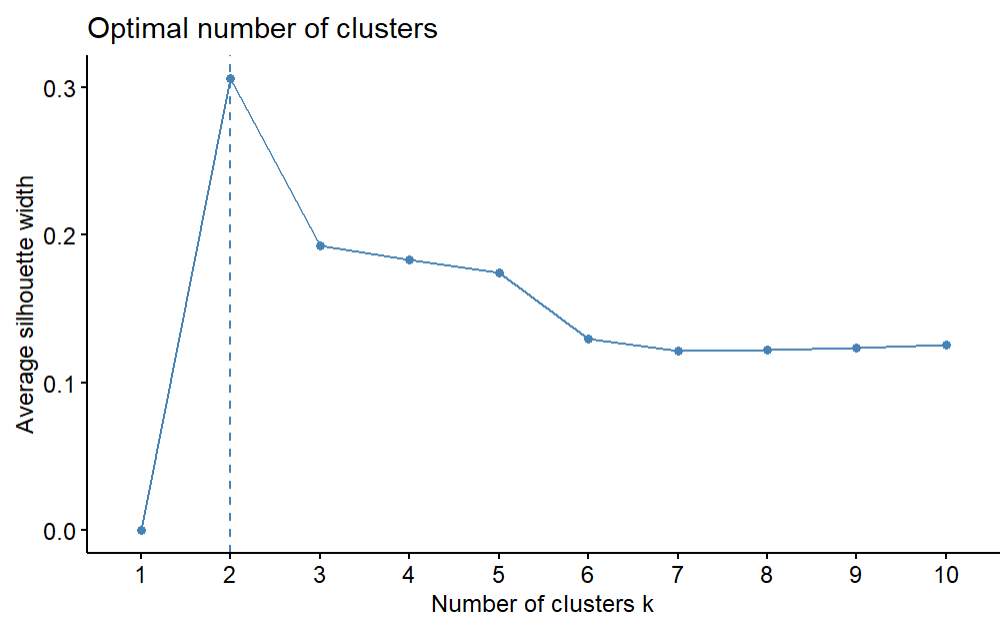 Optimal number of clusters
Average silhouette width
0.3
0.2
0.1
0.0
1 2 3 4 5 6 7 8 9 10
Number of clusters k